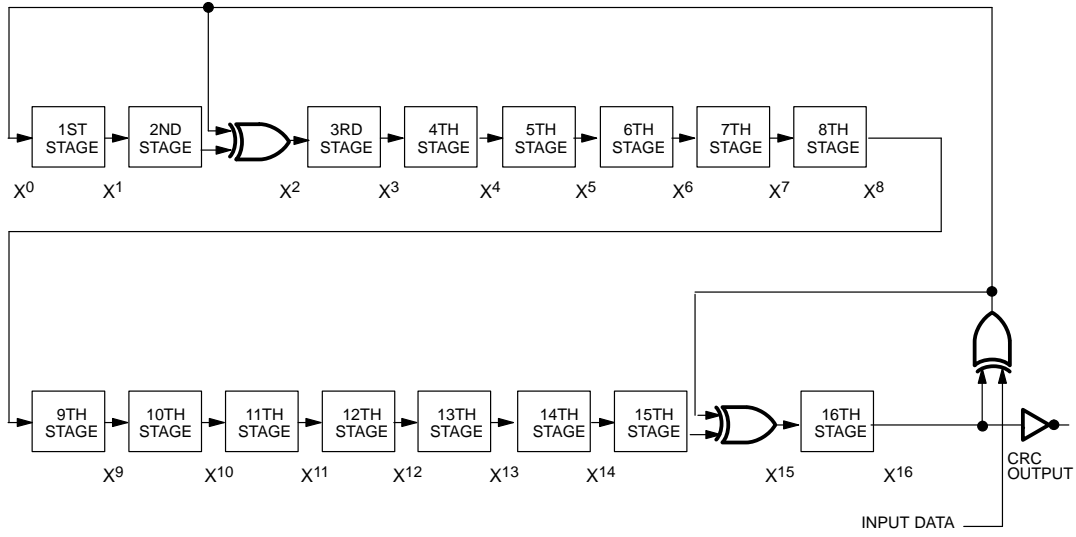 1ST STAGE
2ND STAGE
3RD STAGE
4TH STAGE
5TH STAGE
6TH STAGE
7TH STAGE
8TH STAGE
X⁰ X¹ X² X³ X⁴ X⁵ X⁶ X⁷ X⁸
9TH STAGE
10TH STAGE
11TH STAGE
12TH STAGE
13TH STAGE
14TH STAGE
15TH STAGE
16TH STAGE
X⁹ X¹⁰ X¹¹ X¹² X¹³ X¹⁴ X¹⁵ X¹⁶
CRC
OUTPUT
INPUT DATA